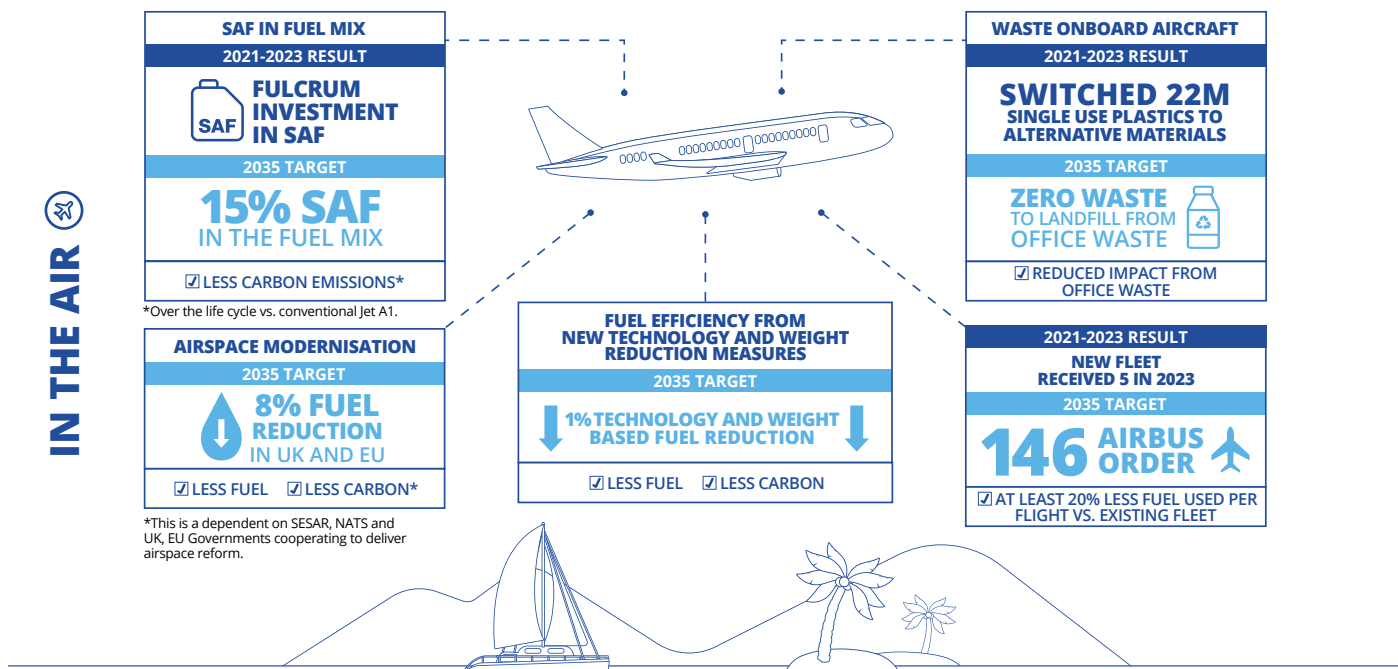 IN THE AIR
SAF IN FUEL MIX
2021-2023 RESULT
SAF
FULCRUM
INVESTMENT
IN SAF
2035 TARGET
15% SAF
IN THE FUEL MIX
LESS CARBON EMISSIONS*
*Over the life cycle vs. conventional Jet A1.
AIRSPACE MODERNISATION
2035 TARGET
8% FUEL
REDUCTION
IN UK AND EU
LESS FUEL LESS CARBON*
*This is a dependent on SESAR, NATS and
UK, EU Governments cooperating to deliver
airspace reform.
FUEL EFFICIENCY FROM
NEW TECHNOLOGY AND WEIGHT
REDUCTION MEASURES
2035 TARGET
1% TECHNOLOGY AND WEIGHT
BASED FUEL REDUCTION
LESS FUEL LESS CARBON
WASTE ONBOARD AIRCRAFT
2021-2023 RESULT
SWITCHED 22M
SINGLE USE PLASTICS TO
ALTERNATIVE MATERIALS
2035 TARGET
ZERO WASTE
TO LANDFILL FROM
OFFICE WASTE
REDUCED IMPACT FROM
OFFICE WASTE
2021-2023 RESULT
NEW FLEET
RECEIVED 5 IN 2023
2035 TARGET
146 AIRBUS
ORDER
AT LEAST 20% LESS FUEL USED PER
FLIGHT VS. EXISTING FLEET